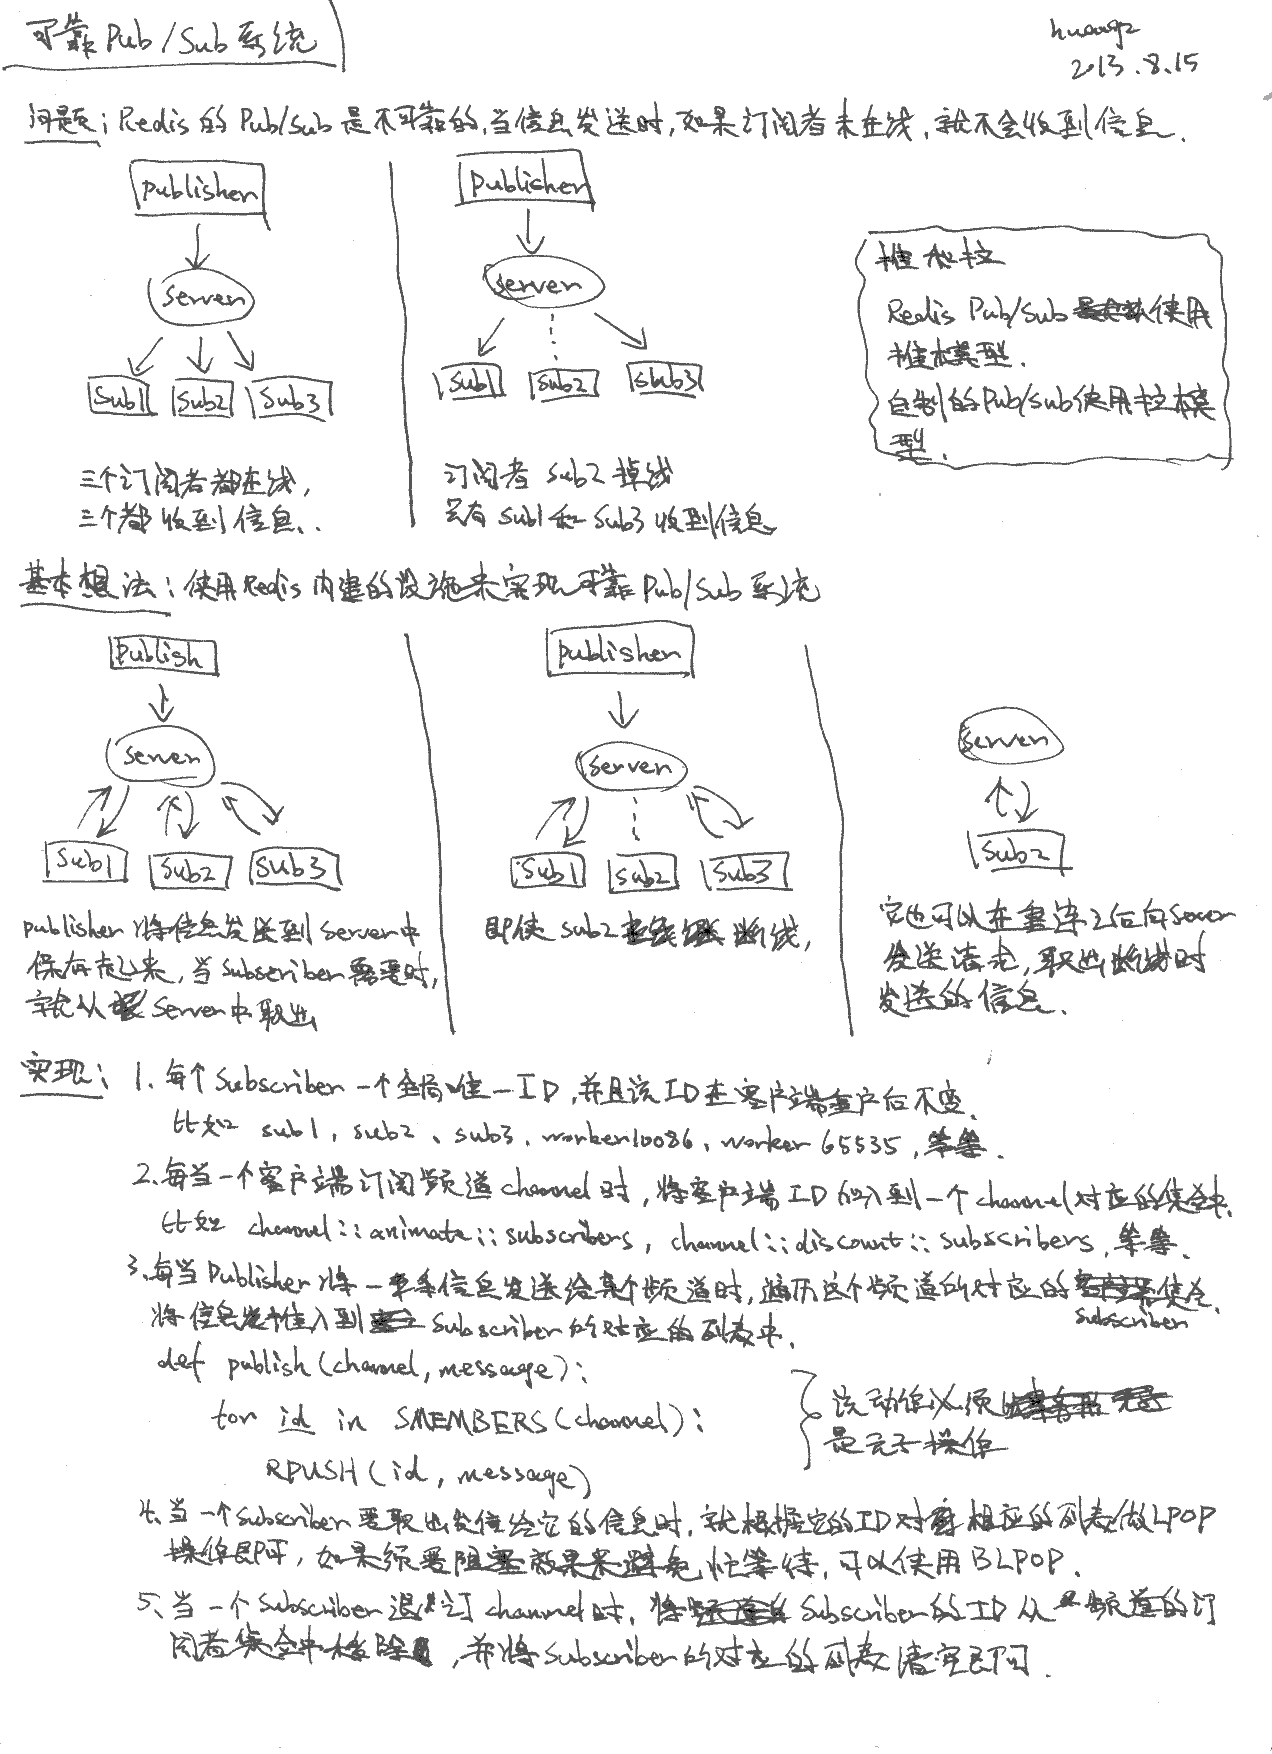 可靠 Pub/Sub 系统
huangz
2013.8.15
问题：Redis 的 Pub/Sub 是不可靠的，当信息发送时，如果订阅者未在线，就不会收到信息．
publisher
server
sub1 sub2 sub3
三个订阅者都在线，
三个都收到信息．
publisher
server
sub1 sub2 sub3
订阅者 sub2 掉线
只有 sub1 和 sub3 收到信息
推和拉
Redis Pub/Sub 使用
推模型．
自制的 Pub/Sub 使用拉模
型．
基本想法：使用 Redis 内建的设施来实现可靠 Pub/Sub 系统
publish
server
sub1 sub2 sub3
publisher 将信息发送到 server 中
保存起来，当 subscriber 需要时，
就从 server 中取出
publisher
server
sub1 sub2 sub3
即使 sub2 断线，
server
sub2
它也可以在重连之后向 server
发送请求，取出断线时
发送的信息．
实现：1、每个 subscriber 一个全局唯一 ID，并且该 ID 在客户端重启后不变．
比如 sub1、sub2、sub3、worker10086、worker65535，等等．
2、每当一个客户端订阅频道 channel 时，将客户端 ID 加入到一个 channel 对应的集合中．
比如 channel::animate::subscribers，channel::discount::subscribers，等等．
3、每当 Publisher 将一条信息发送给某个频道时，遍历这个频道所对应的 subscriber 集合，
将信息推入到 subscriber 所对应的列表中．
def publish(channel, message):
for id in SMEMBERS(channel):
RPUSH(id, message)
该动作必须
是原子操作
4、当一个 subscriber 要取出发送给它的信息时，就根据它的 ID 对相应的列表做 LPOP
操作即可，如果需要阻塞效果来避免忙等待，可以使用 BLPOP．
5、当一个 subscriber 退订 channel 时，将 subscriber 的 ID 从频道的订
阅者集合中移除，并将 subscriber 所对应的列表清空即可．